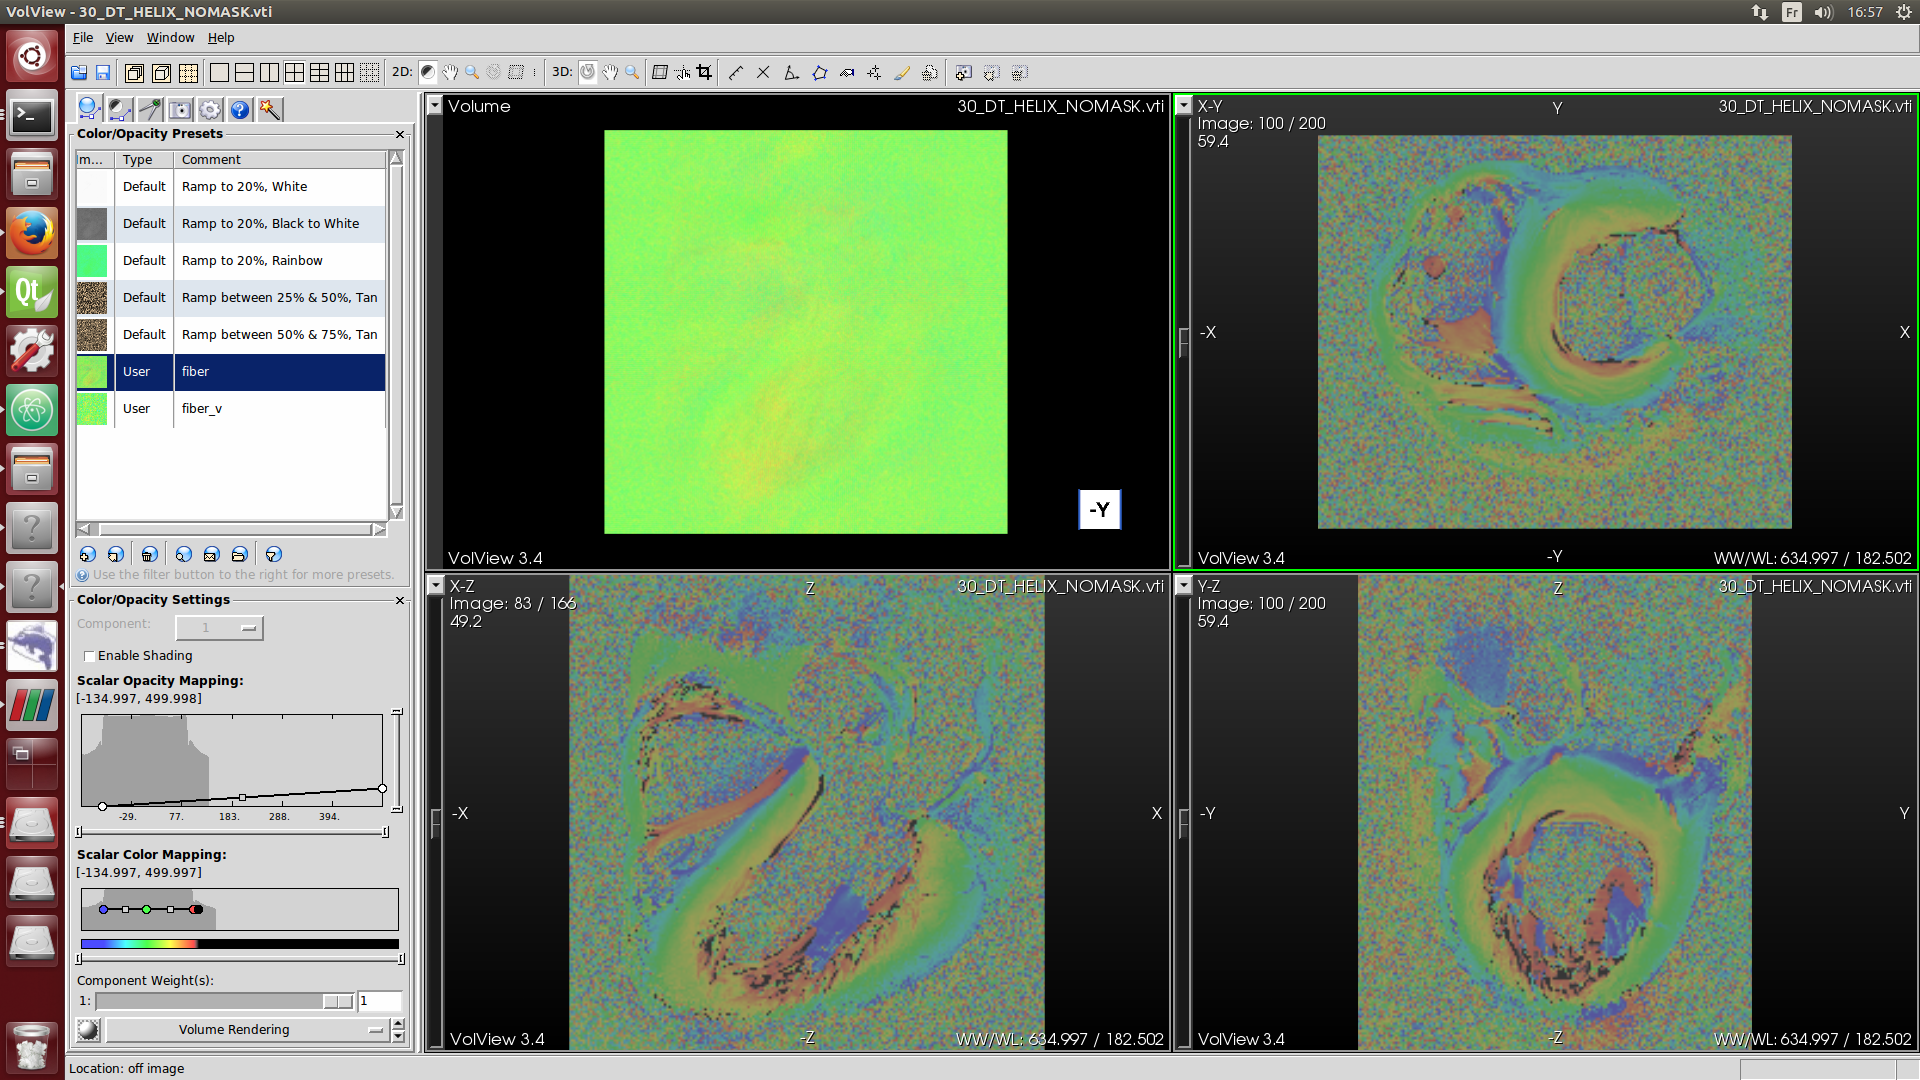 VolView - 30_DT_HELIX_NOMASK.vti
Fr
16:57
File View Window Help
2D:
3D:
Color/Opacity Presets
Im... Type Comment
Default Ramp to 20%, White
Default Ramp to 20%, Black to White
Default Ramp to 20%, Rainbow
Default Ramp between 25% & 50%, Tan
Default Ramp between 50% & 75%, Tan
User fiber
User fiber_v
Use the filter button to the right for more presets.
Color/Opacity Settings
Component: 1
Enable Shading
Scalar Opacity Mapping:
[-134.997, 499.998]
-29. 77. 183. 288. 394.
Scalar Color Mapping:
[-134.997, 499.997]
Component Weight(s):
1: 1
Volume Rendering
Location: off image
Qt
Volume 30_DT_HELIX_NOMASK.vti
-Y
VolView 3.4
X-Y Y 30_DT_HELIX_NOMASK.vti
Image: 100 / 200
59.4
-X X
VolView 3.4 -Y WW/WL: 634.997 / 182.502
X-Z Z 30_DT_HELIX_NOMASK.vti
Image: 83 / 166
49.2
-X X
VolView 3.4 -Z WW/WL: 634.997 / 182.502
Y-Z Z 30_DT_HELIX_NOMASK.vti
Image: 100 / 200
59.4
-Y Y
VolView 3.4 -Z WW/WL: 634.997 / 182.502